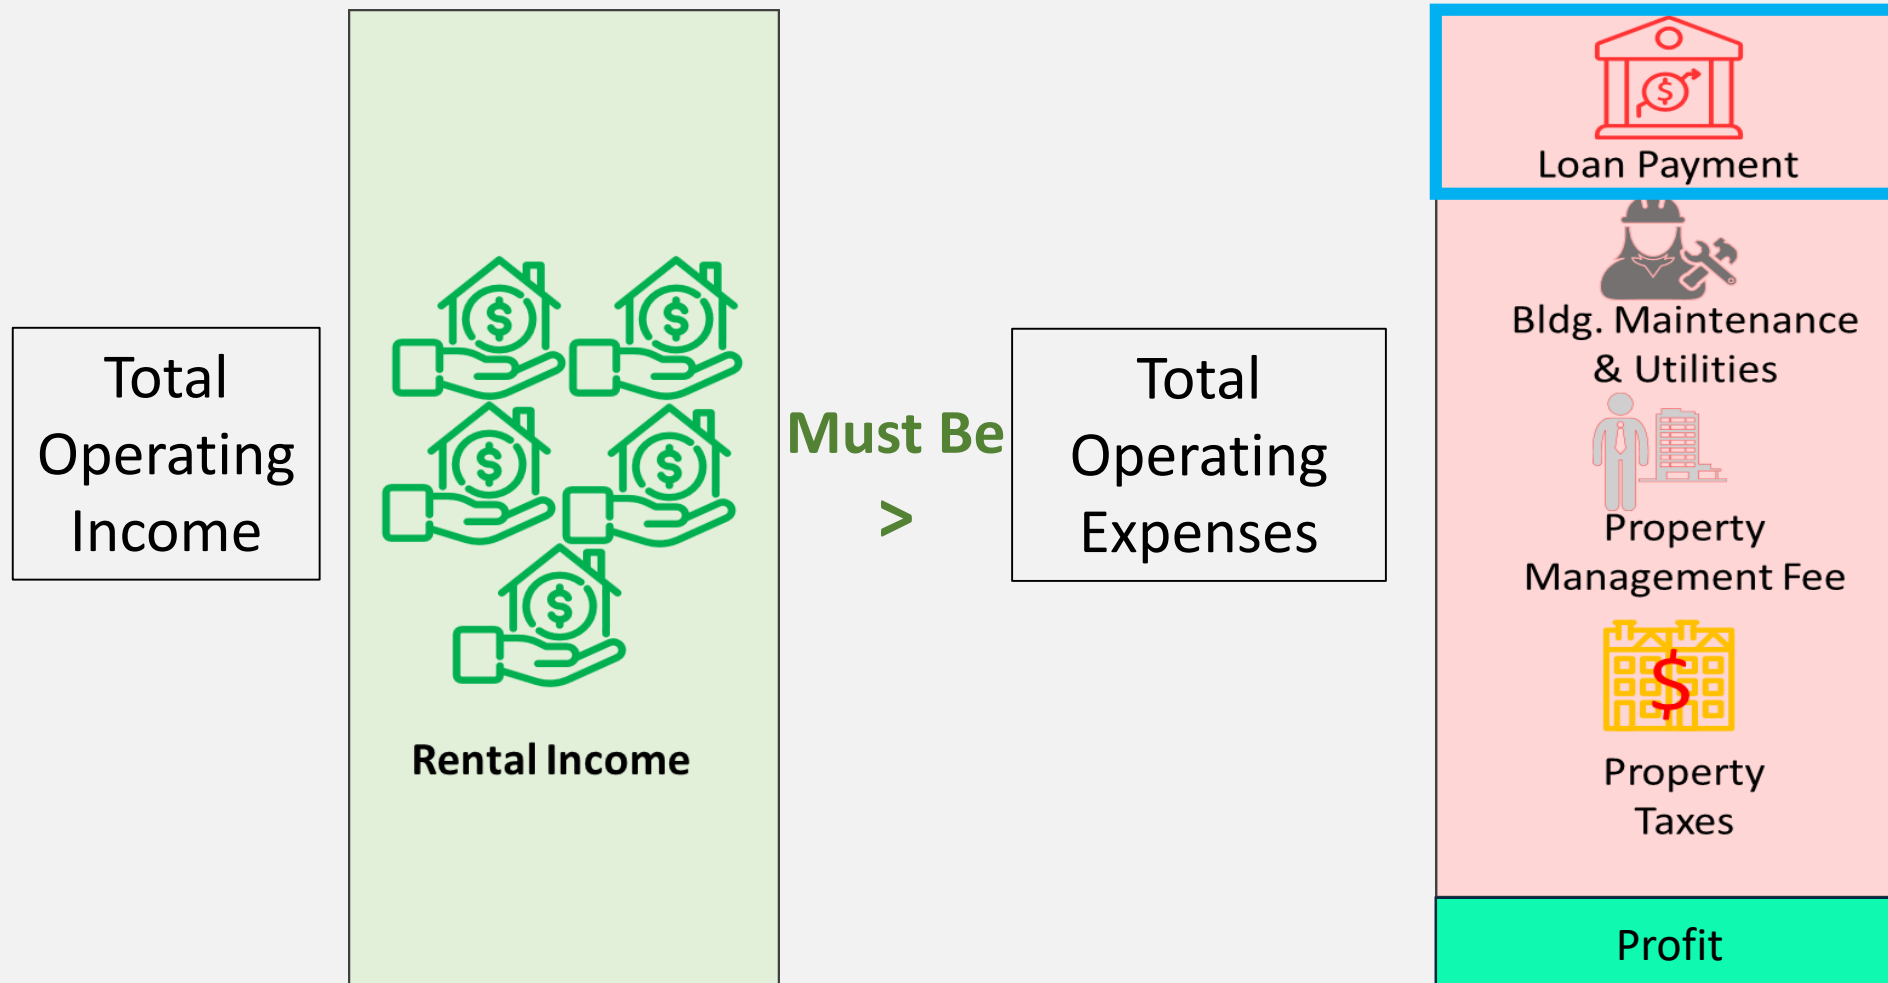 Total
Operating
Income
$
$
$
$
$
Rental Income
Must Be
>
Total
Operating
Expenses
$
Loan Payment
Bldg. Maintenance
& Utilities
Property
Management Fee
$
Property
Taxes
Profit